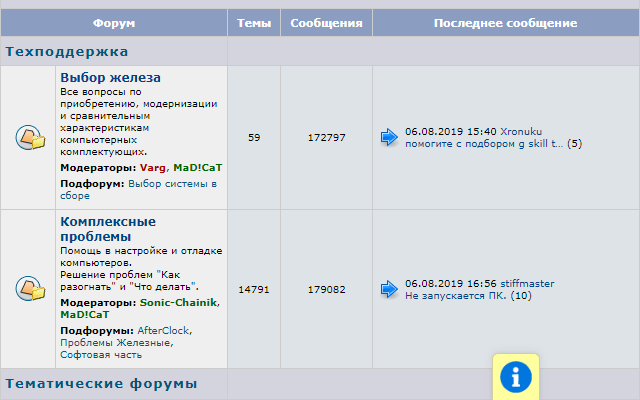 Форум Темы Сообщения Последнее сообщение
Техподдержка
Выбор железа
Все вопросы по
приобретению, модернизации
и сравнительным
характеристикам
компьютерных
комплектующих.
Модераторы: Varg, MaD!CaT
Подфорум: Выбор системы в
сборе
59
172797
06.08.2019 15:40 Xronuku
помогите с подбором g skill t... (5)
Комплексные
проблемы
Помощь в настройке и отладке
компьютеров.
Решение проблем "Как
разогнать" и "Что делать".
Модераторы: Sonic-Chainik,
MaD!CaT
Подфорумы: AfterClock,
Проблемы Железные,
Софтовая часть
14791
179082
06.08.2019 16:56 stiffmaster
Не запускается ПК. (10)
Тематические форумы